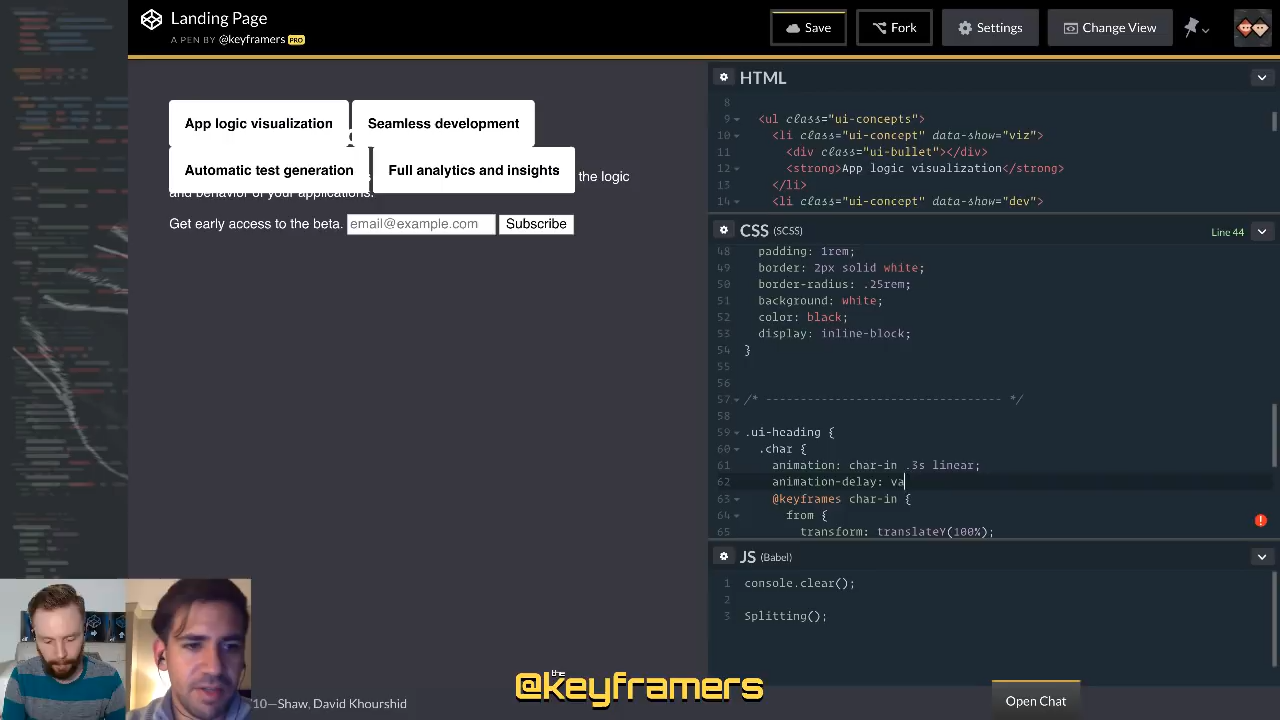 Landing Page
A PEN BY @keyframers PRO
Save
Fork
Settings
Change View
App logic visualization
Seamless development
Automatic test generation
Full analytics and insights
the logic
and behavior of your applications.
Get early access to the beta.
email@example.com
Subscribe
HTML
8
9 <ul class="ui-concepts">
10 <li class="ui-concept" data-show="viz">
11 <div class="ui-bullet"></div>
12 <strong>App logic visualization</strong>
13 </li>
14 <li class="ui-concept" data-show="dev">
CSS (SCSS)
Line 44
48 padding: 1rem;
49 border: 2px solid white;
50 border-radius: .25rem;
51 background: white;
52 color: black;
53 display: inline-block;
54 }
55
56
57 /* ---------------------------------- */
58
59 .ui-heading {
60 .char {
61 animation: char-in .3s linear;
62 animation-delay: va
63 @keyframes char-in {
64 from {
65 transform: translateY(100%);
JS (Babel)
1 console.clear();
2
3 Splitting();
the
@keyframers
/10—Shaw, David Khourshid
Open Chat